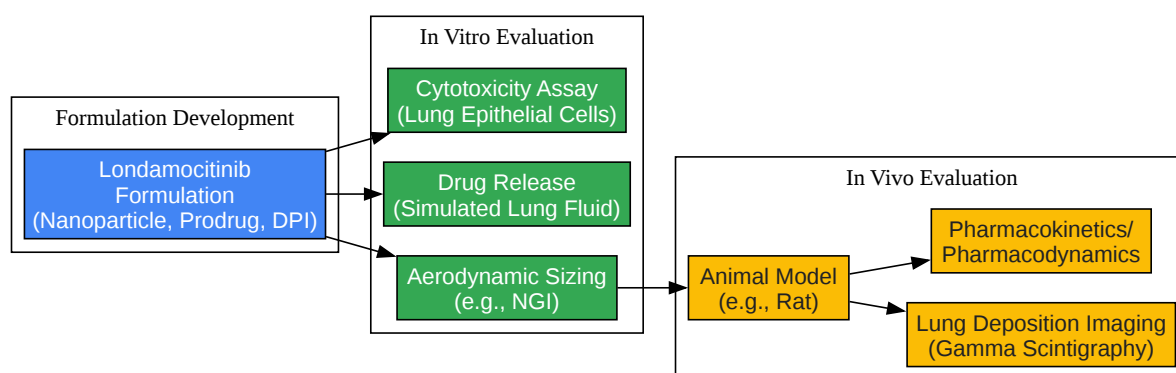 Formulation Development
Londamocitinib
Formulation
(Nanoparticle, Prodrug, DPI)
In Vitro Evaluation
Cytotoxicity Assay
(Lung Epithelial Cells)
Drug Release
(Simulated Lung Fluid)
Aerodynamic Sizing
(e.g., NGI)
In Vivo Evaluation
Animal Model
(e.g., Rat)
Pharmacokinetics/
Pharmacodynamics
Lung Deposition Imaging
(Gamma Scintigraphy)